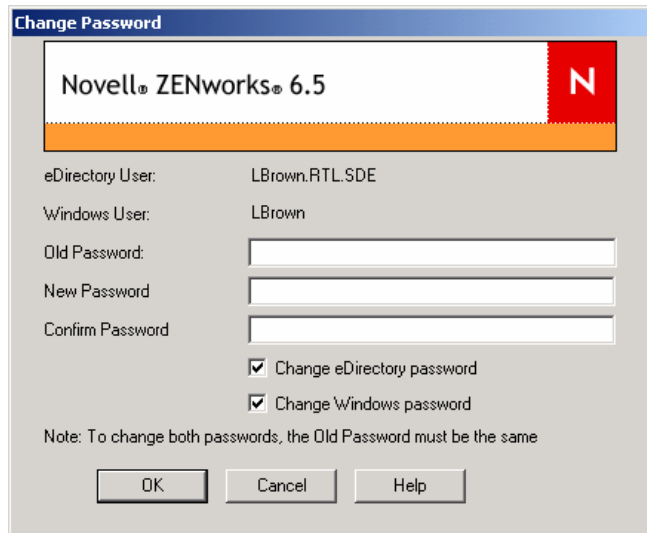 Change Password
Novell® ZENworks® 6.5
N
eDirectory User: LBrown.RTL.SDE
Windows User: LBrown
Old Password:
New Password
Confirm Password
Change eDirectory password
Change Windows password
Note: To change both passwords, the Old Password must be the same
OK Cancel Help